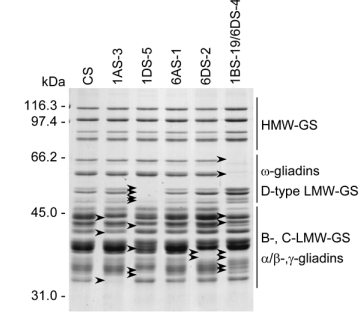 kDa
CS
1AS-3
1DS-5
6AS-1
6DS-2
1BS-19/6DS-4
116.3 -
97.4 -
66.2 -
45.0 -
31.0 -
HMW-GS
ω-gliadins
D-type LMW-GS
B-, C-LMW-GS
α/β-,γ-gliadins